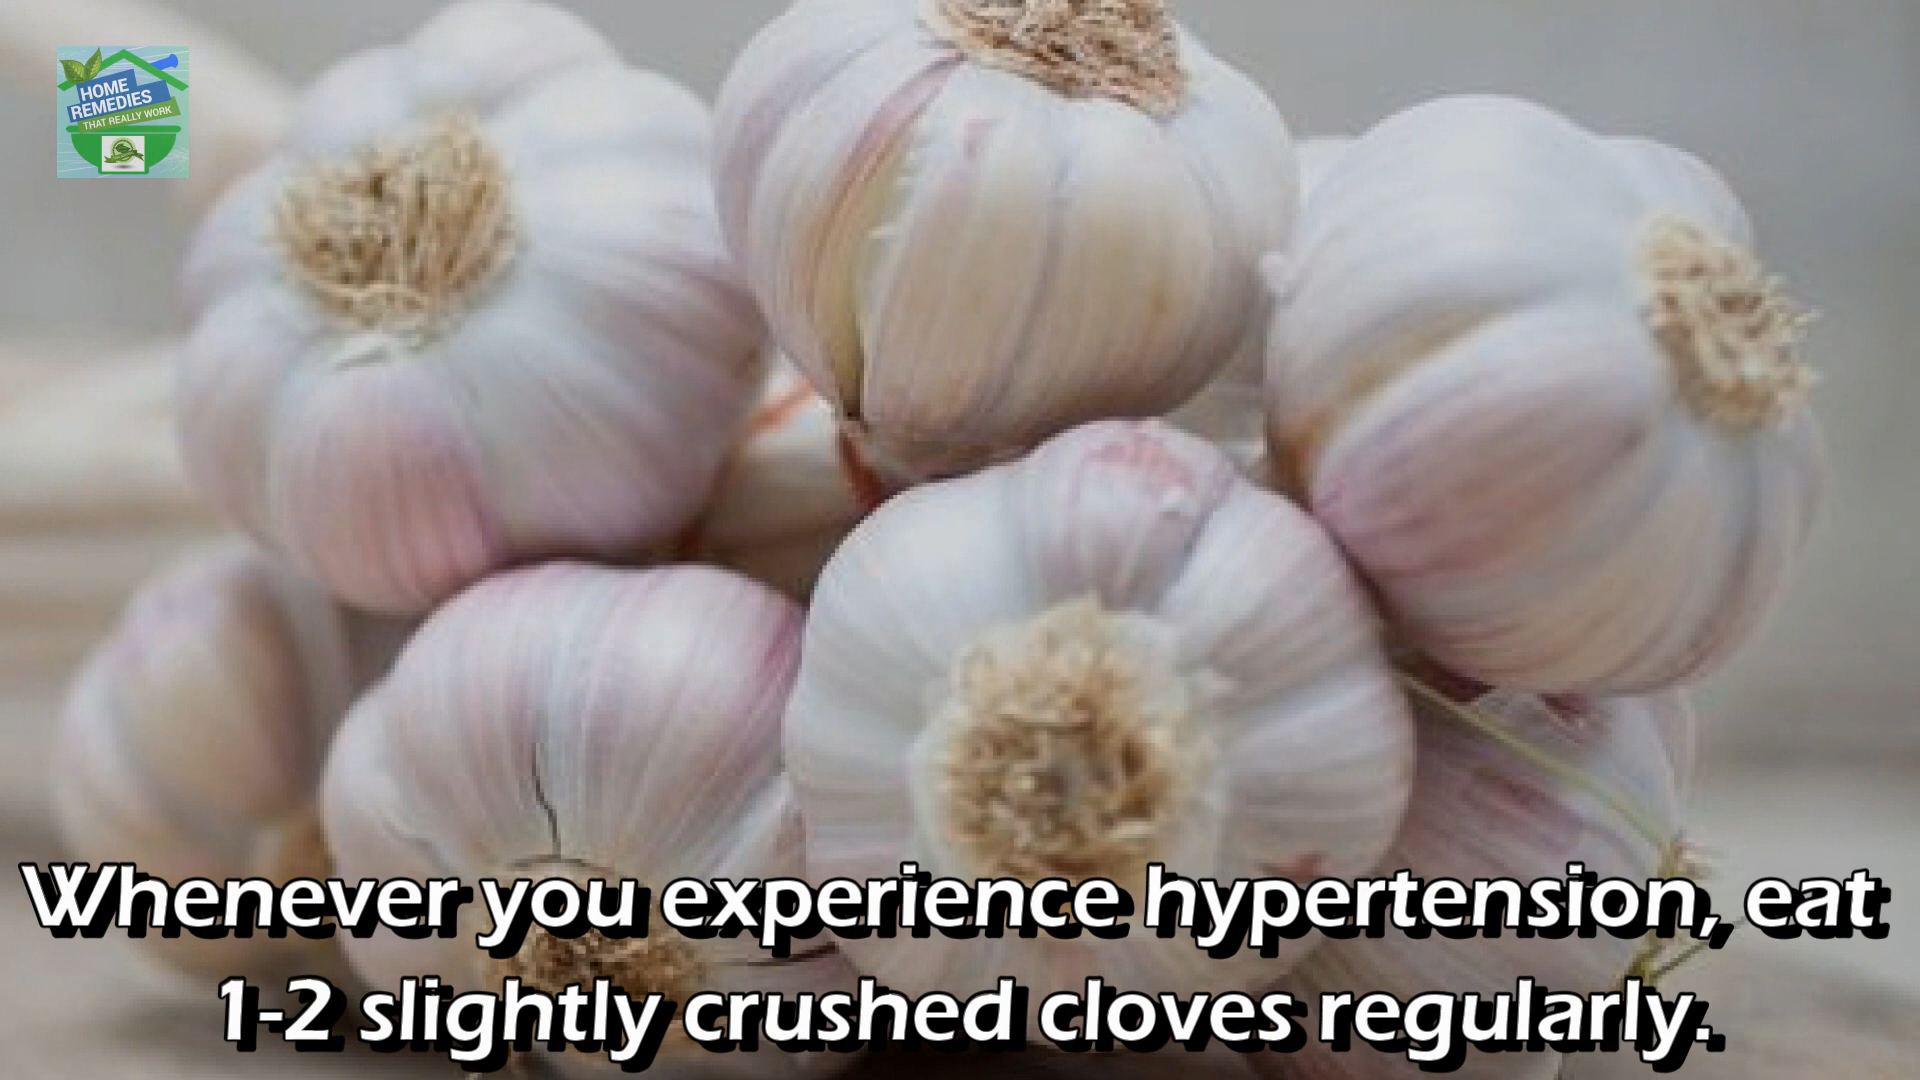 HOME
REMEDIES
THAT REALLY WORK
Whenever you experience hypertension, eat
1-2 slightly crushed cloves regularly.